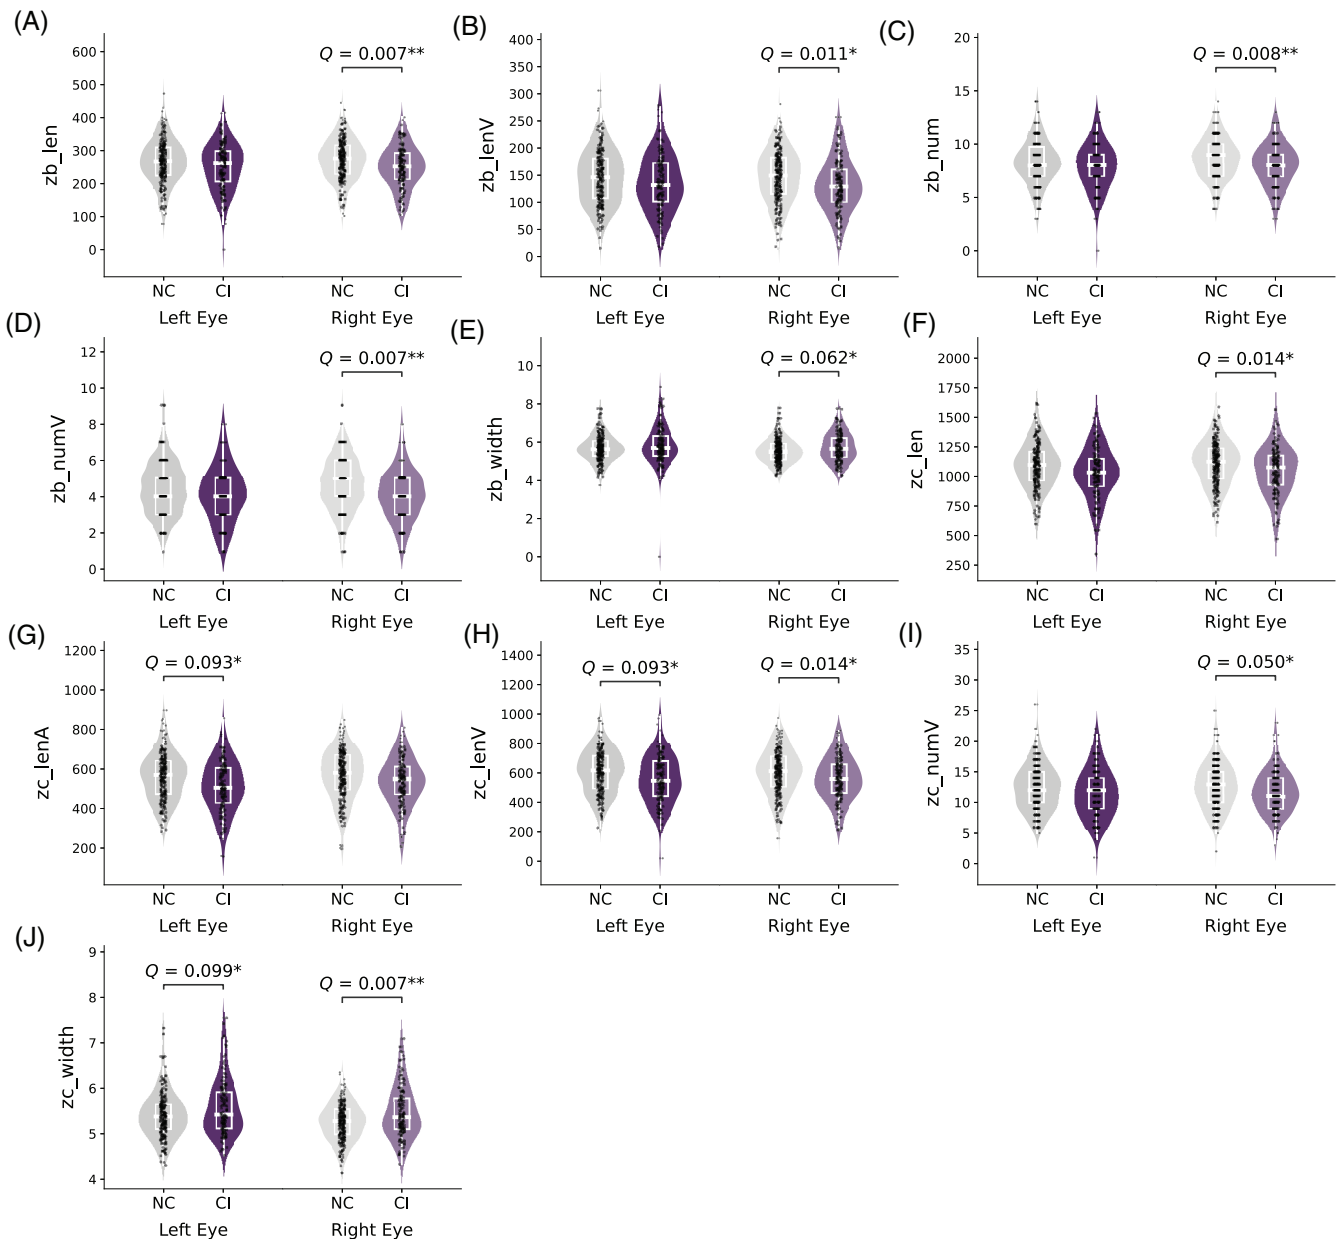 (A)
Q = 0.007**
zb_len
600
500
400
300
200
100
0
NC CI NC CI
Left Eye Right Eye
(B)
Q = 0.011*
zb_lenV
400
350
300
250
200
150
100
50
0
NC CI NC CI
Left Eye Right Eye
(C)
Q = 0.008**
zb_num
20
15
10
5
0
NC CI NC CI
Left Eye Right Eye
(D)
Q = 0.007**
zb_numV
12
10
8
6
4
2
0
NC CI NC CI
Left Eye Right Eye
(E)
Q = 0.062*
zb_width
10
8
6
4
2
0
NC CI NC CI
Left Eye Right Eye
(F)
Q = 0.014*
zc_len
2000
1750
1500
1250
1000
750
500
250
NC CI NC CI
Left Eye Right Eye
(G)
Q = 0.093*
zc_lenA
1200
1000
800
600
400
200
NC CI NC CI
Left Eye Right Eye
(H)
Q = 0.093* Q = 0.014*
zc_lenV
1400
1200
1000
800
600
400
200
0
NC CI NC CI
Left Eye Right Eye
(I)
Q = 0.050*
zc_numV
35
30
25
20
15
10
5
0
NC CI NC CI
Left Eye Right Eye
(J)
Q = 0.099* Q = 0.007**
zc_width
9
8
7
6
5
4
NC CI NC CI
Left Eye Right Eye